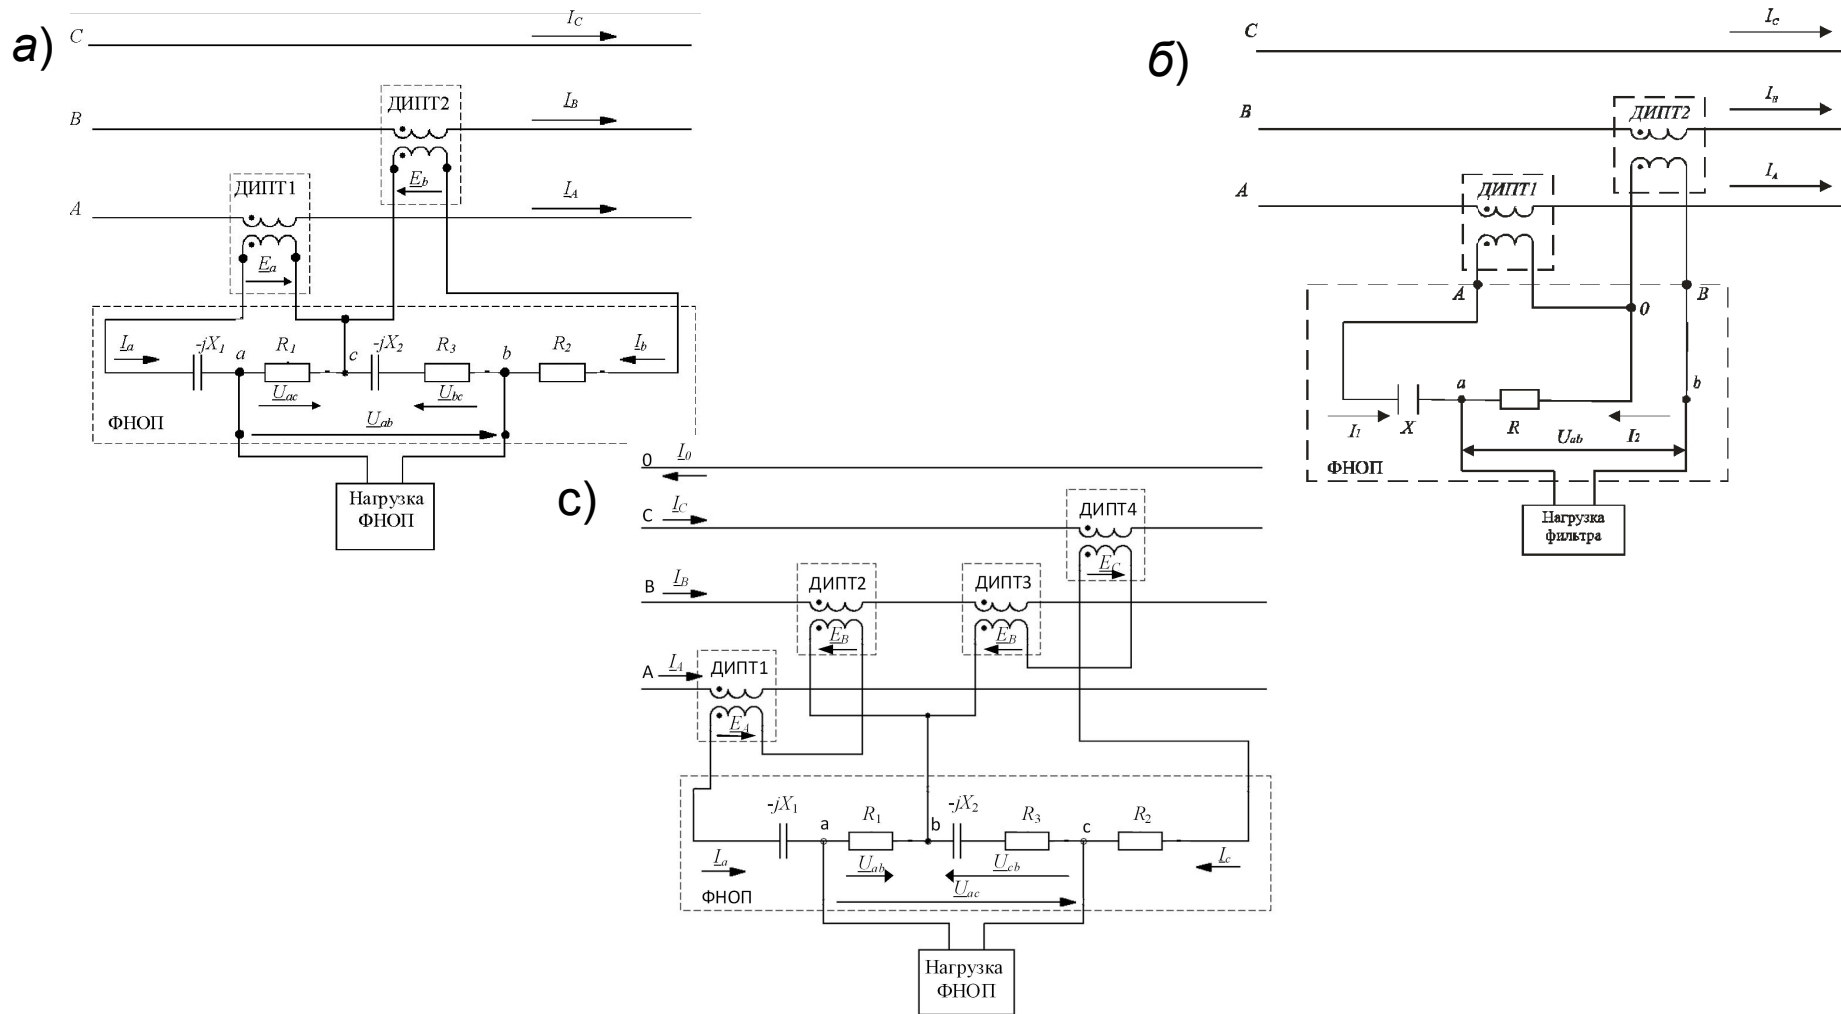 а)
C
I_C
ДИПТ2
B
I_B
E_b
ДИПТ1
A
I_A
E_a
I_a
-jX_1
a
R_1
c
-jX_2
R_3
b
R_2
I_b
U_ac
U_bc
U_ab
ФНОП
Нагрузка
ФНОП
б)
C
I_C
B
I_B
ДИПТ2
A
I_A
ДИПТ1
A
B
0
a
b
I_1
X
R
I_2
U_ab
ФНОП
Нагрузка
фильтра
с)
0
I_0
C
I_C
ДИПТ4
E_C
B
I_B
ДИПТ2
ДИПТ3
E_B
E_B
A
I_A
ДИПТ1
E_A
-jX_1
a
R_1
b
-jX_2
R_3
c
R_2
I_a
U_ab
U_cb
I_c
U_ac
ФНОП
Нагрузка
ФНОП